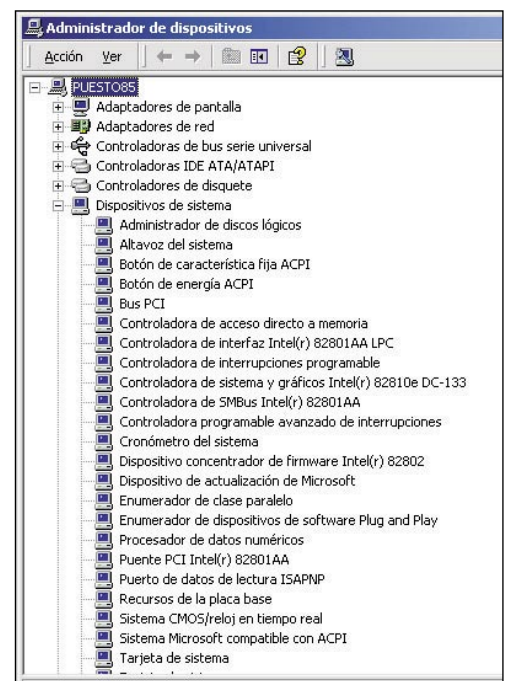 Administrador de dispositivos
Acción Ver
PUESTO85
Adaptadores de pantalla
Adaptadores de red
Controladoras de bus serie universal
Controladoras IDE ATA/ATAPI
Controladores de disquete
Dispositivos de sistema
Administrador de discos lógicos
Altavoz del sistema
Botón de característica fija ACPI
Botón de energía ACPI
Bus PCI
Controladora de acceso directo a memoria
Controladora de interfaz Intel(r) 82801AA LPC
Controladora de interrupciones programable
Controladora de sistema y gráficos Intel(r) 82810e DC-133
Controladora de SMBus Intel(r) 82801AA
Controladora programable avanzado de interrupciones
Cronómetro del sistema
Dispositivo concentrador de firmware Intel(r) 82802
Dispositivo de actualización de Microsoft
Enumerador de clase paralelo
Enumerador de dispositivos de software Plug and Play
Procesador de datos numéricos
Puente PCI Intel(r) 82801AA
Puerto de datos de lectura ISAPNP
Recursos de la placa base
Sistema CMOS/reloj en tiempo real
Sistema Microsoft compatible con ACPI
Tarjeta de sistema